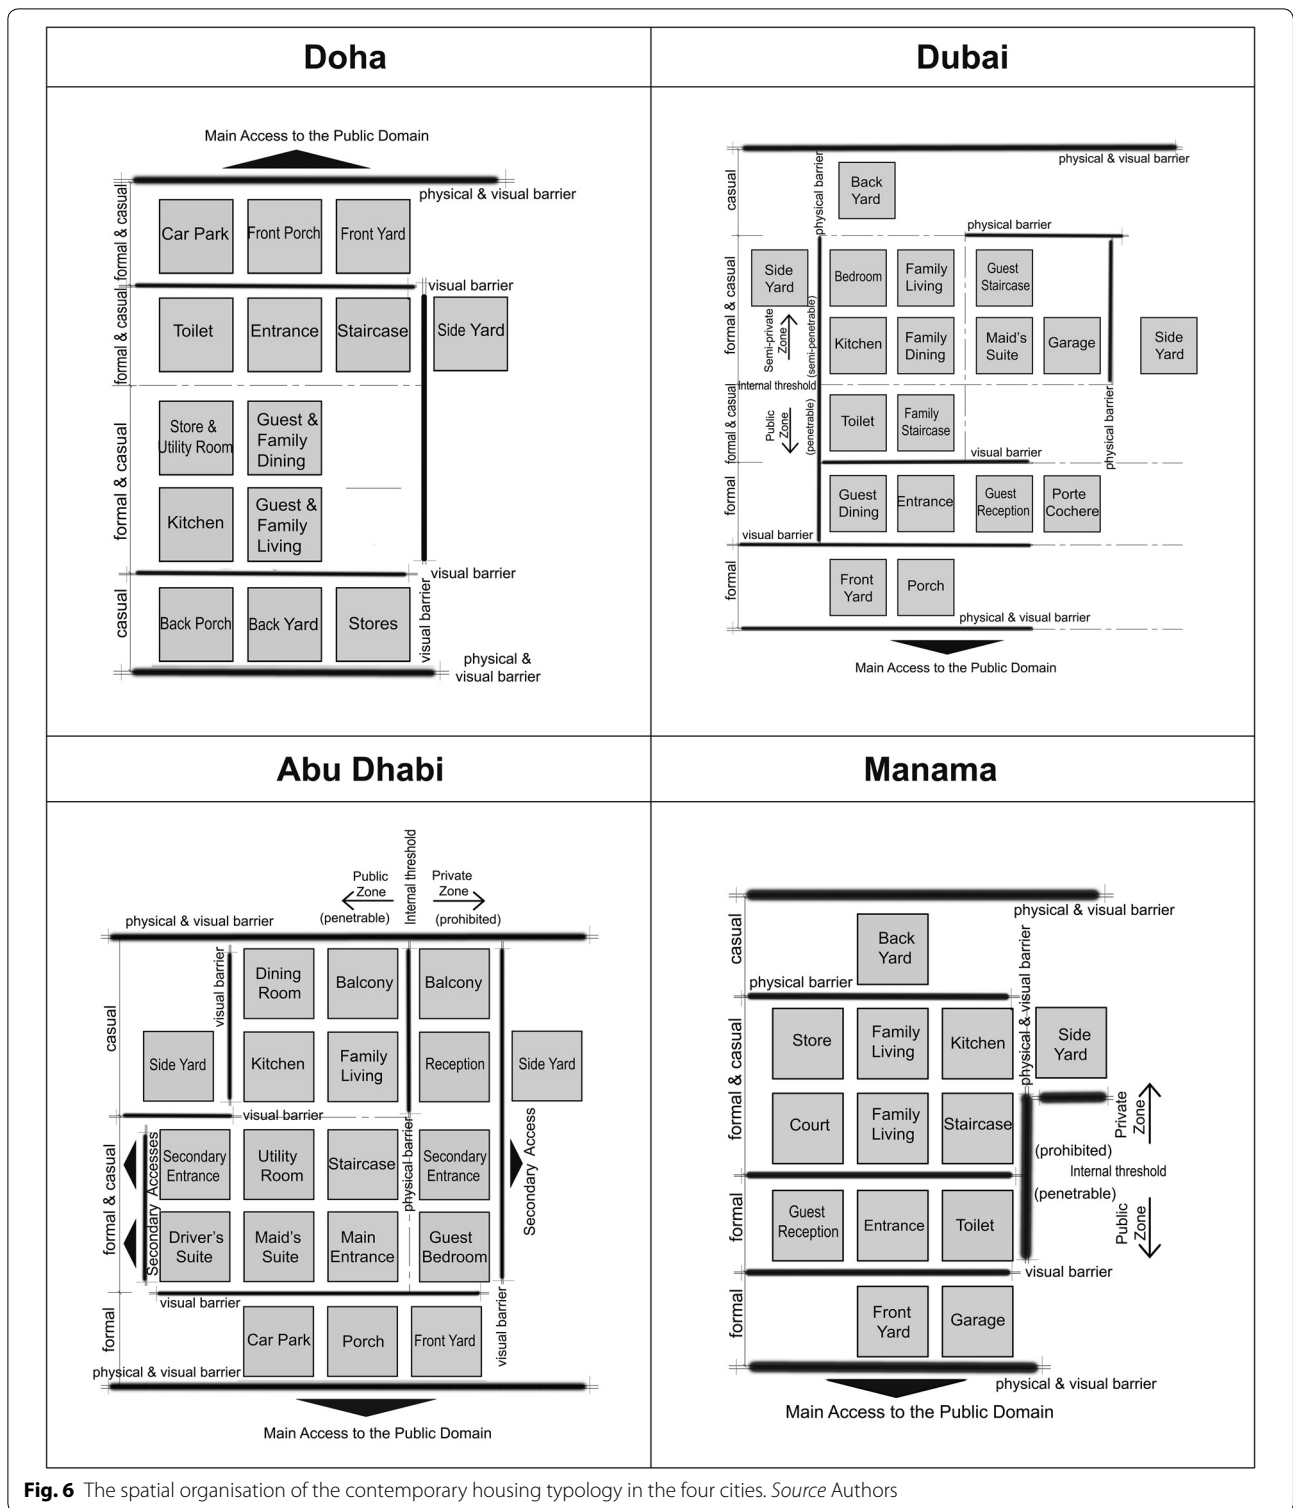 Doha
Main Access to the Public Domain
physical & visual barrier
formal & casual
Car Park
Front Porch
Front Yard
visual barrier
formal & casual
Toilet
Entrance
Staircase
Side Yard
formal & casual
Store &
Utility Room
Guest &
Family
Dining
Kitchen
Guest &
Family
Living
visual barrier
casual
Back Porch
Back Yard
Stores
visual barrier
physical &
visual barrier
Dubai
physical & visual barrier
casual
physical barrier
Back
Yard
physical barrier
formal & casual
Side
Yard
Bedroom
Family
Living
Guest
Staircase
Semi-private
Zone
(semi-penetrable)
Kitchen
Family
Dining
Maid's
Suite
Garage
Side
Yard
Internal threshold
formal & casual
Public
Zone
(penetrable)
Toilet
Family
Staircase
physical barrier
visual barrier
formal
Guest
Dining
Entrance
Guest
Reception
Porte
Cochere
visual barrier
formal
Front
Yard
Porch
physical & visual barrier
Main Access to the Public Domain
Abu Dhabi
Public
Zone
(penetrable)
Internal threshold
Private
Zone
(prohibited)
physical & visual barrier
casual
visual barrier
Dining
Room
Balcony
Balcony
Side Yard
Kitchen
Family
Living
Reception
Side Yard
visual barrier
formal & casual
Secondary Accesses
Secondary
Entrance
Utility
Room
Staircase
physical barrier
Secondary
Entrance
Secondary Access
Driver's
Suite
Maid's
Suite
Main
Entrance
Guest
Bedroom
visual barrier
formal
Car Park
Porch
Front Yard
visual barrier
physical & visual barrier
Main Access to the Public Domain
Manama
physical & visual barrier
casual
Back
Yard
physical barrier
physical & visual barrier
formal & casual
Store
Family
Living
Kitchen
Side
Yard
Court
Family
Living
Staircase
Private
Zone
(prohibited)
Internal threshold
(penetrable)
Public
Zone
formal
Guest
Reception
Entrance
Toilet
visual barrier
formal
Front
Yard
Garage
physical & visual barrier
Main Access to the Public Domain
Fig. 6 The spatial organisation of the contemporary housing typology in the four cities. Source Authors